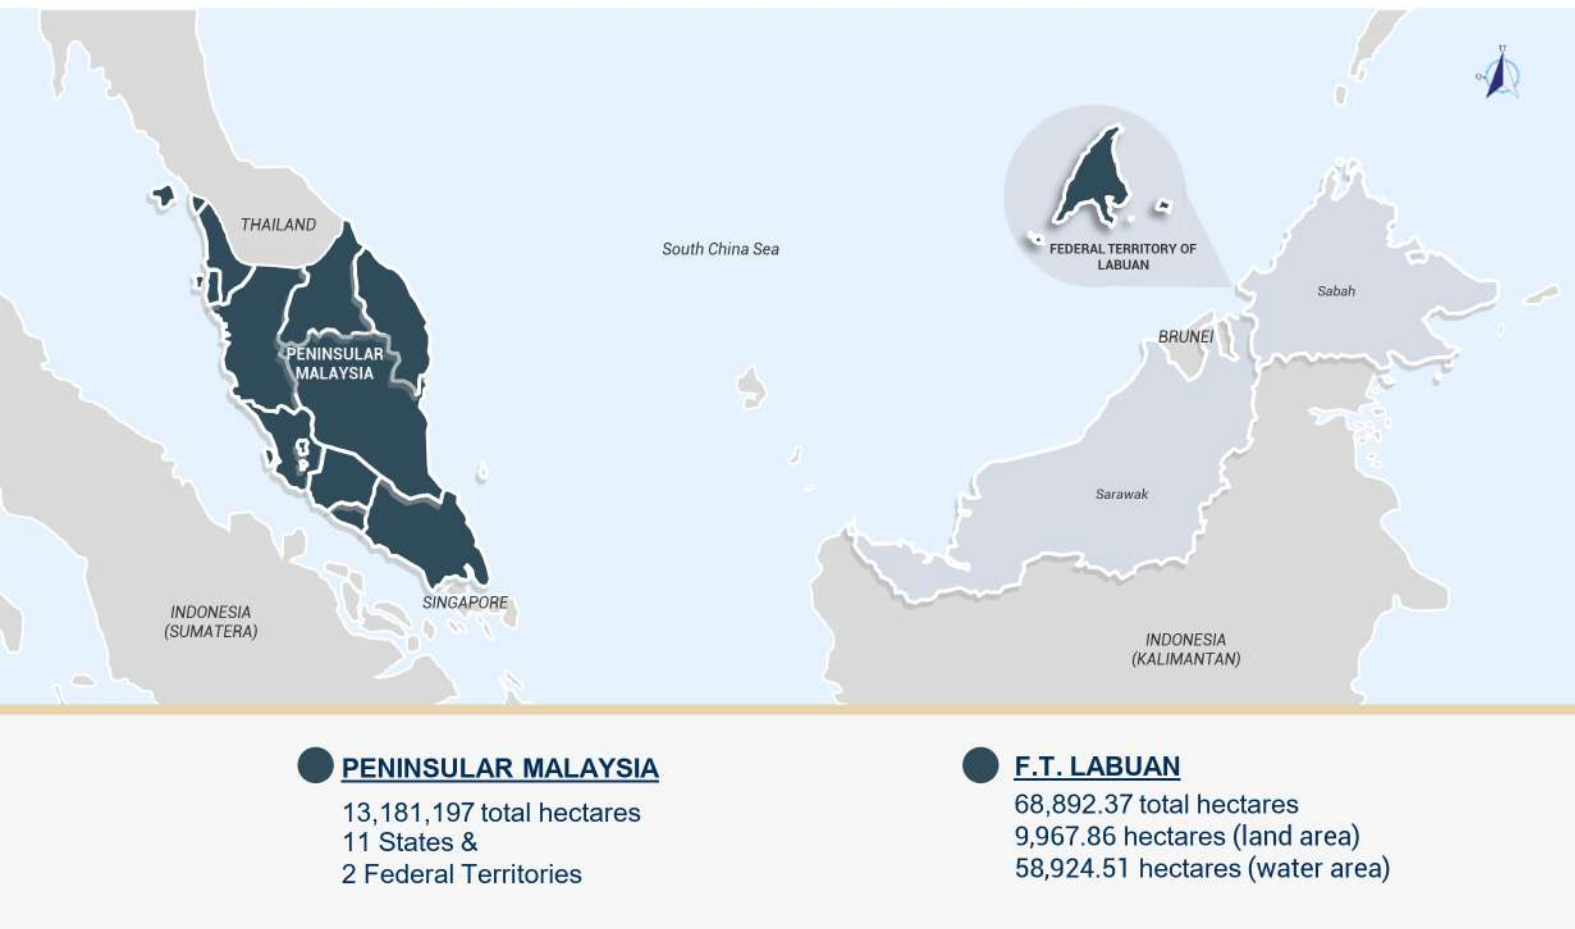 U
THAILAND
South China Sea
FEDERAL TERRITORY OF
LABUAN
Sabah
BRUNEI
PENINSULAR
MALAYSIA
Sarawak
SINGAPORE
INDONESIA
(SUMATERA)
INDONESIA
(KALIMANTAN)
PENINSULAR MALAYSIA
13,181,197 total hectares
11 States &
2 Federal Territories
F.T. LABUAN
68,892.37 total hectares
9,967.86 hectares (land area)
58,924.51 hectares (water area)